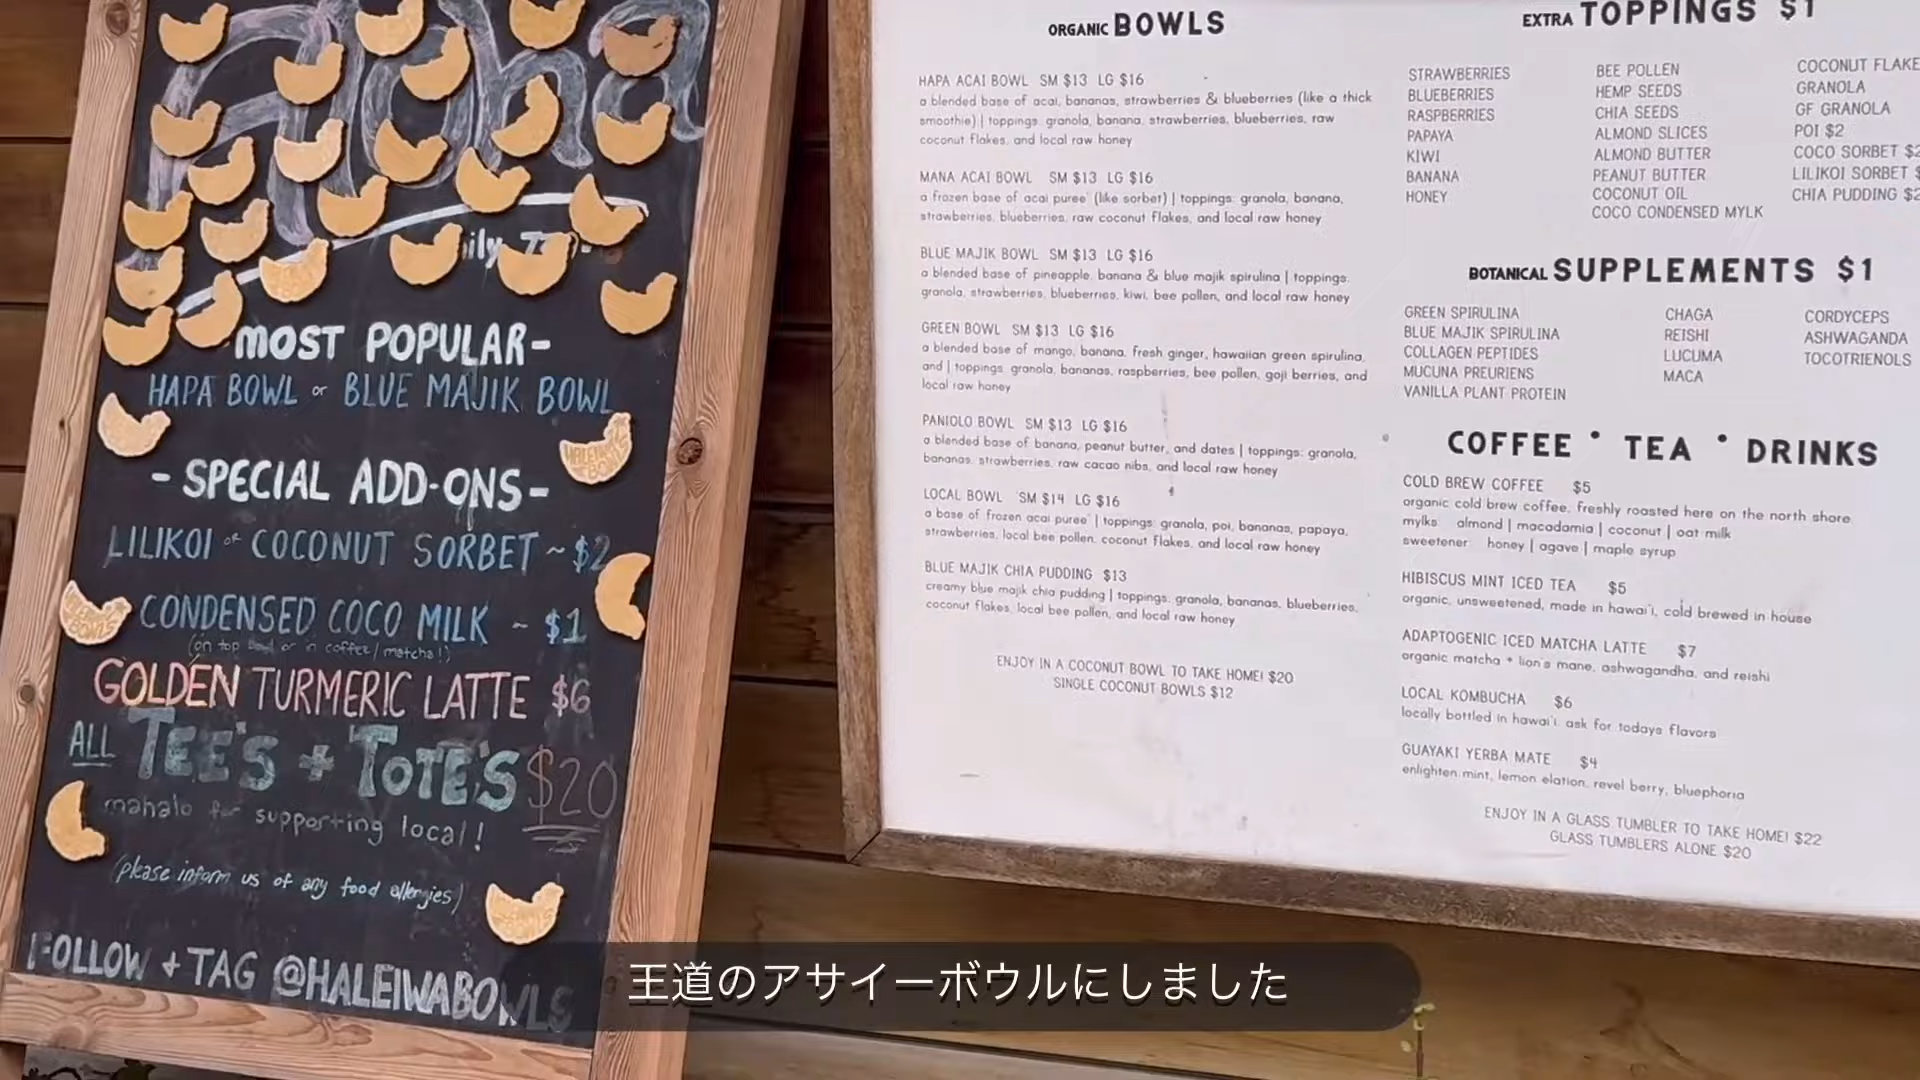 Aloha
MOST POPULAR-
HAPA BOWL or BLUE MAJIK BOWL
- SPECIAL ADD-ONS-
LILIKOI or COCONUT SORBET ~ $2
CONDENSED COCO MILK ~ $1
(on top bowl or in coffee/matcha!)
GOLDEN TURMERIC LATTE $6
ALL TEE'S + TOTE'S $20
mahalo for supporting local!
(please inform us of any food allergies)
FOLLOW + TAG @HALEIWABOWLS
ORGANIC BOWLS
HAPA ACAI BOWL SM $13 LG $16
a blended base of acai, bananas, strawberries & blueberries (like a thick
smoothie) | toppings: granola, banana, strawberries, blueberries, raw
coconut flakes, and local raw honey
MANA ACAI BOWL SM $13 LG $16
a frozen base of acai puree' (like sorbet) | toppings: granola, banana,
strawberries, blueberries, raw coconut flakes, and local raw honey
BLUE MAJIK BOWL SM $13 LG $16
a blended base of pineapple, banana & blue majik spirulina | toppings:
granola, strawberries, blueberries, kiwi, bee pollen, and local raw honey
GREEN BOWL SM $13 LG $16
a blended base of mango, banana, fresh ginger, hawaiian green spirulina,
and | toppings: granola, bananas, raspberries, bee pollen, goji berries, and
local raw honey
PANIOLO BOWL SM $13 LG $16
a blended base of banana, peanut butter, and dates | toppings: granola,
bananas, strawberries, raw cacao nibs, and local raw honey
LOCAL BOWL SM $14 LG $16
a base of frozen acai puree' | toppings: granola, poi, bananas, papaya,
strawberries, local bee pollen, coconut flakes, and local raw honey
BLUE MAJIK CHIA PUDDING $13
creamy blue majik chia pudding | toppings: granola, bananas, blueberries,
coconut flakes, local bee pollen, and local raw honey
ENJOY IN A COCONUT BOWL TO TAKE HOME! $20
SINGLE COCONUT BOWLS $12
EXTRA TOPPINGS $1
STRAWBERRIES
BLUEBERRIES
RASPBERRIES
PAPAYA
KIWI
BANANA
HONEY
BEE POLLEN
HEMP SEEDS
CHIA SEEDS
ALMOND SLICES
ALMOND BUTTER
PEANUT BUTTER
COCONUT OIL
COCO CONDENSED MYLK
COCONUT FLAKE
GRANOLA
GF GRANOLA
POI $2
COCO SORBET $2
LILIKOI SORBET $
CHIA PUDDING $2
BOTANICAL SUPPLEMENTS $1
GREEN SPIRULINA
BLUE MAJIK SPIRULINA
COLLAGEN PEPTIDES
MUCUNA PREURIENS
VANILLA PLANT PROTEIN
CHAGA
REISHI
LUCUMA
MACA
CORDYCEPS
ASHWAGANDA
TOCOTRIENOLS
COFFEE • TEA • DRINKS
COLD BREW COFFEE $5
organic cold brew coffee, freshly roasted here on the north shore
mylks: almond | macadamia | coconut | oat milk
sweetener: honey | agave | maple syrup
HIBISCUS MINT ICED TEA $5
organic, unsweetened, made in hawai'i, cold brewed in house
ADAPTOGENIC ICED MATCHA LATTE $7
organic matcha + lion's mane, ashwagandha, and reishi
LOCAL KOMBUCHA $6
locally bottled in hawai'i. ask for todays flavors
GUAYAKI YERBA MATE $4
enlighten mint, lemon elation, revel berry, bluephoria
ENJOY IN A GLASS TUMBLER TO TAKE HOME! $22
GLASS TUMBLERS ALONE $20
王道のアサイーボウルにしました